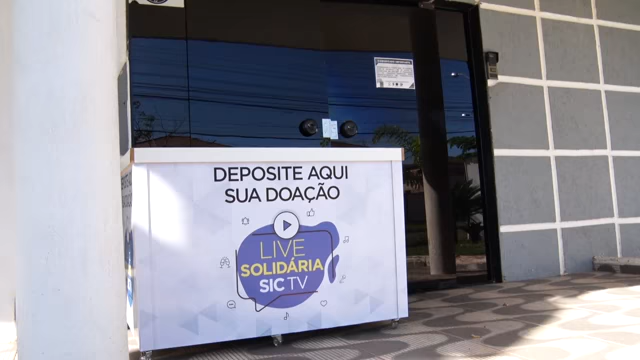 DEPOSITE AQUI
SUA DOAÇÃO
LIVE
SOLIDÁRIA
SIC TV